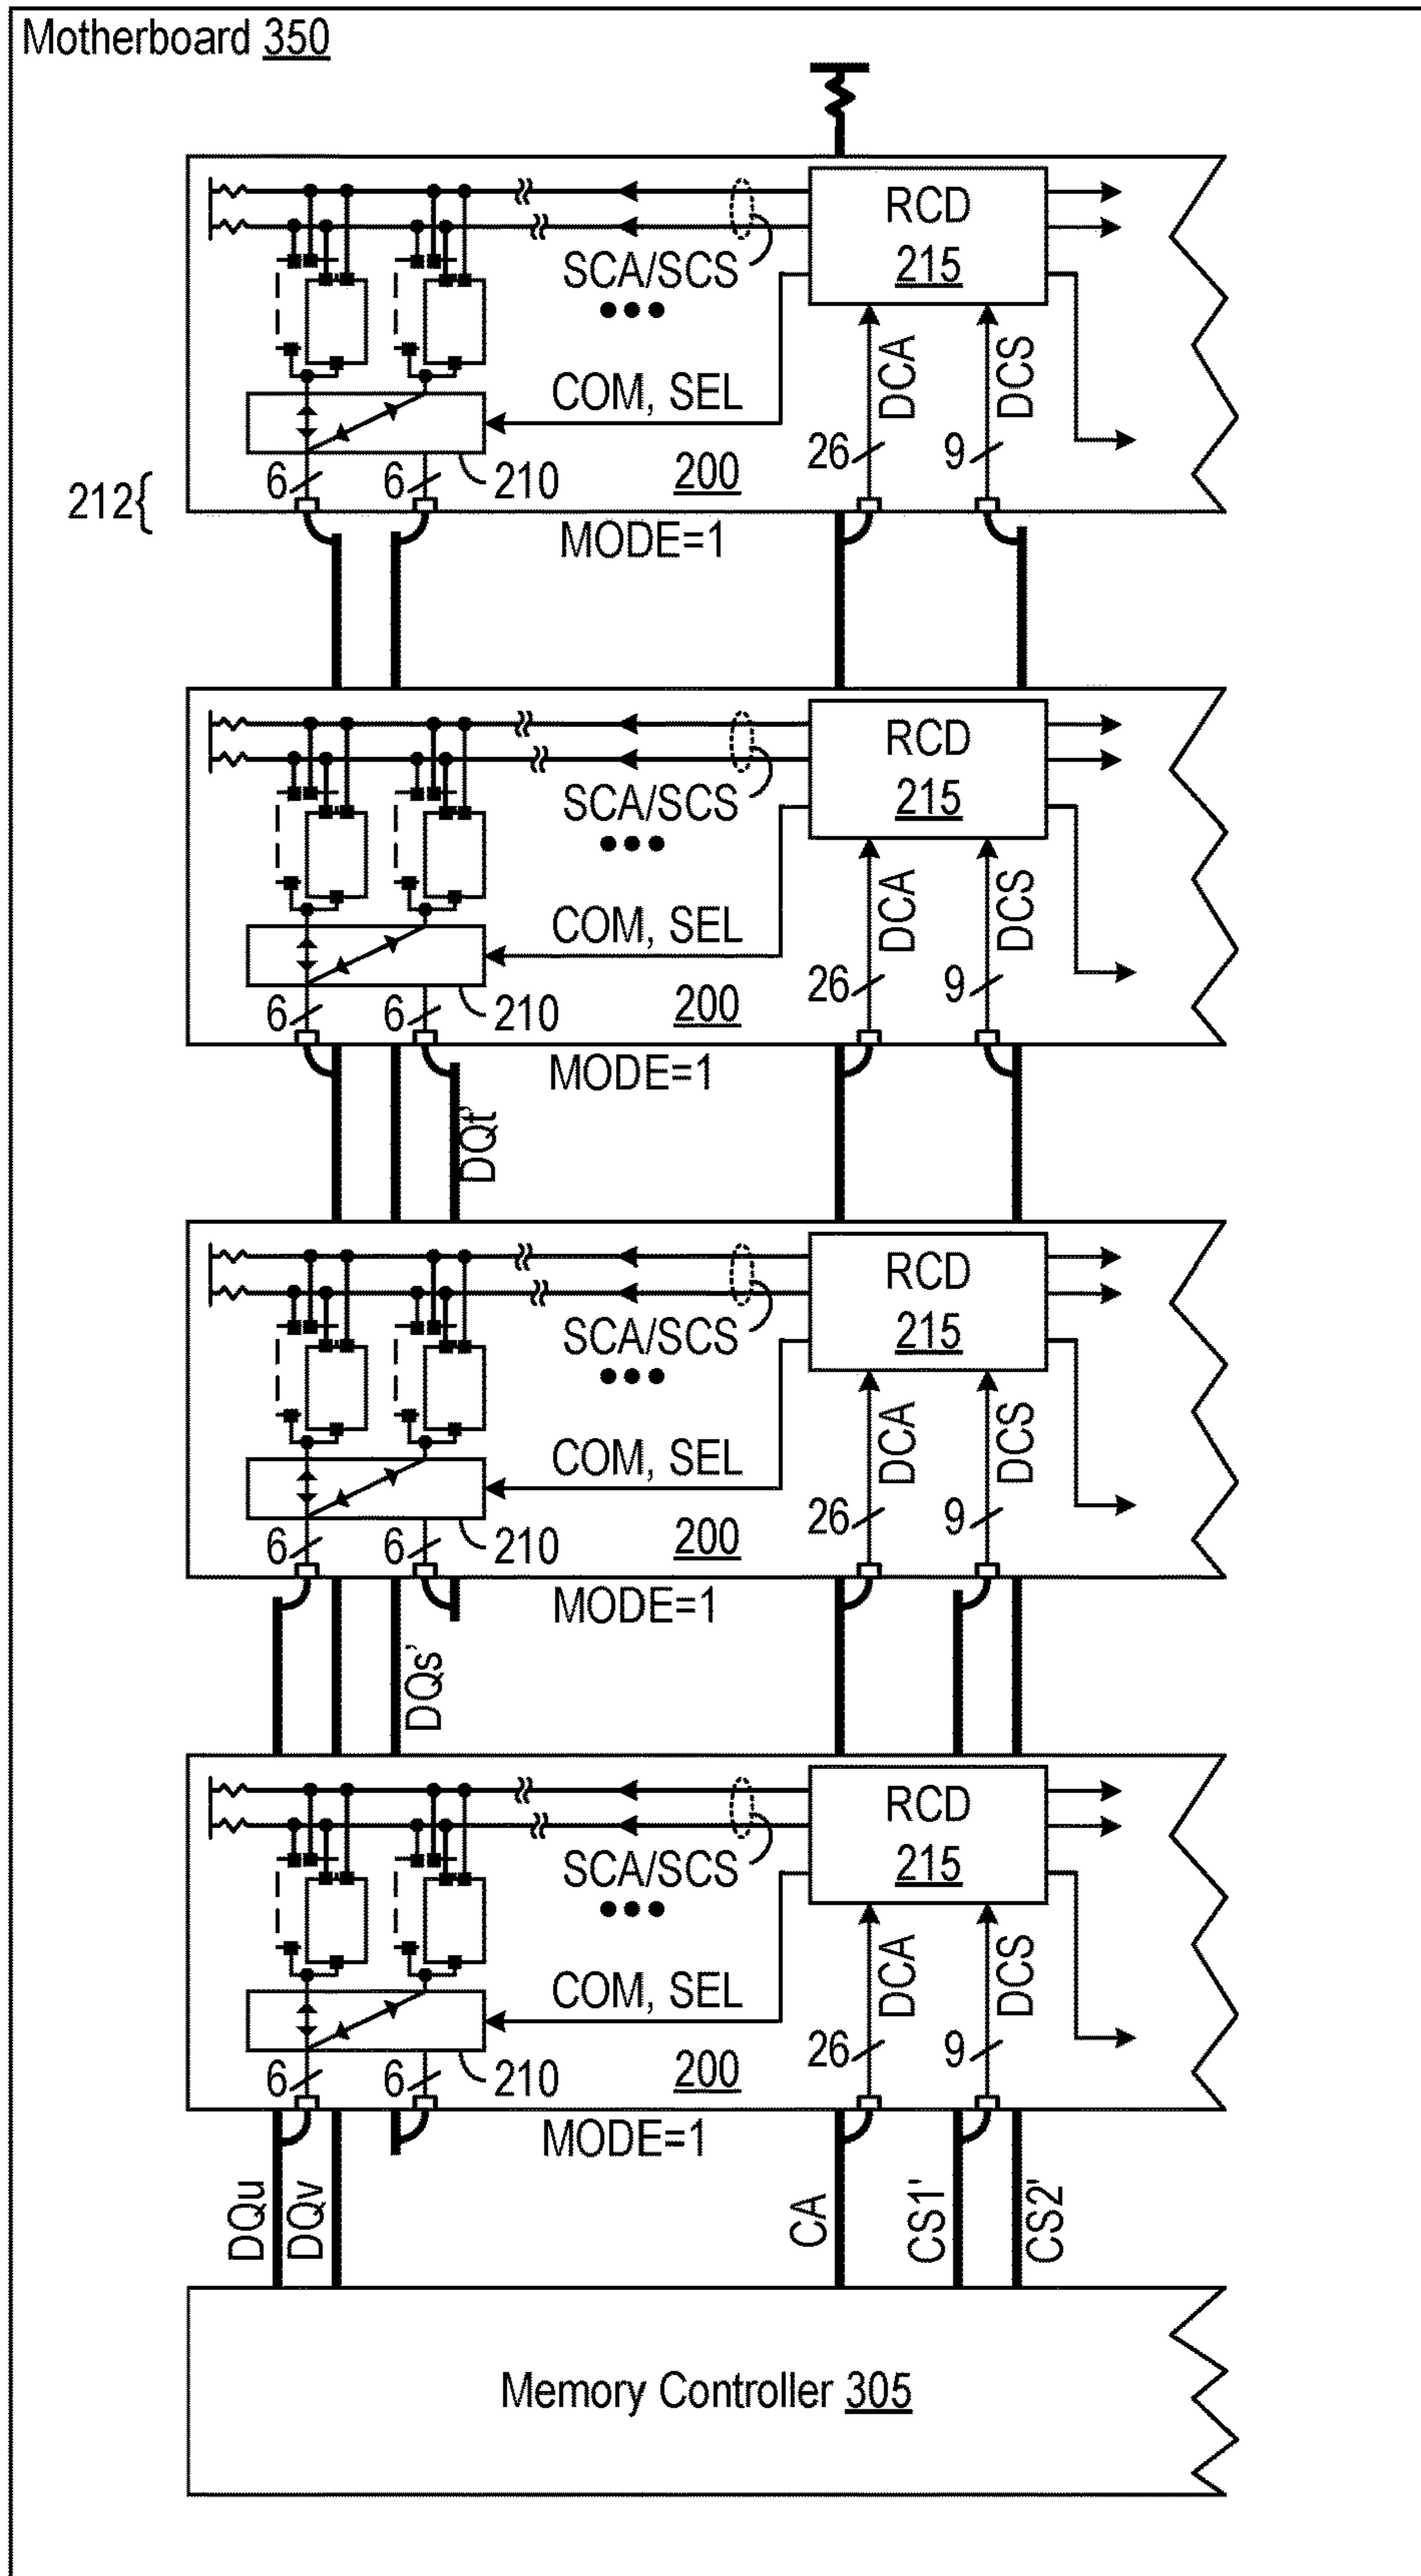 Motherboard 350
RCD
215
SCA/SCS
DCA
DCS
COM, SEL
26
9
6
6
210
200
212{
MODE=1
RCD
215
SCA/SCS
DCA
DCS
COM, SEL
26
9
6
6
210
200
MODE=1
DQt'
RCD
215
SCA/SCS
DCA
DCS
COM, SEL
26
9
6
6
210
200
MODE=1
DQs'
RCD
215
SCA/SCS
DCA
DCS
COM, SEL
26
9
6
6
210
200
MODE=1
DQu
DQv
CA
CS1'
CS2'
Memory Controller 305